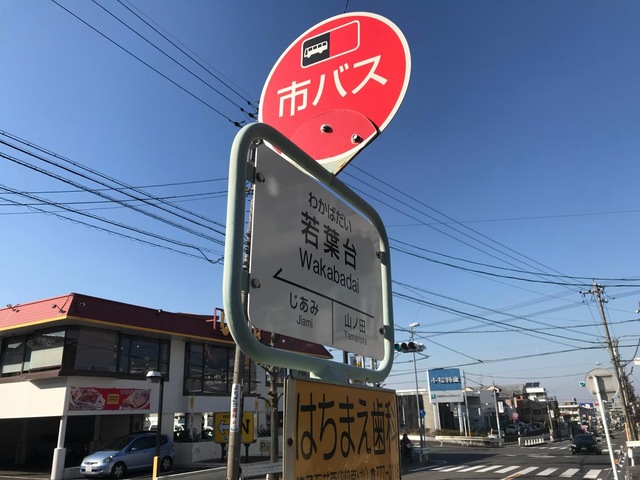 市バス
わかばだい
若葉台
Wakabadai
じあみ
Jiami
山ノ田
Yamanota
はちまえ歯